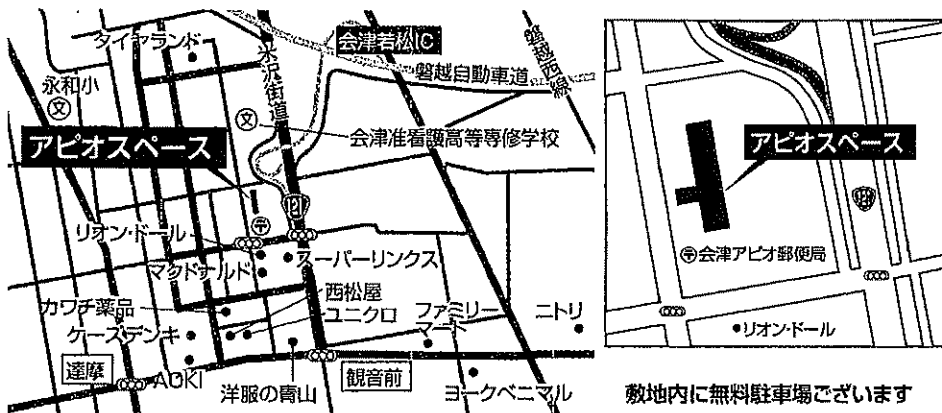 ダイヤランド
米沢街道
会津若松IC
磐越自動車道
磐越西線
永和小
文
文
会津准看護高等専修学校
アピオスペース
121
〒
リオン・ドール
マクドナルド
スーパーリンクス
カワチ薬品
西松屋
ユニクロ
ケーズデンキ
ファミリー
マート
ニトリ
達摩
AOKI
洋服の青山
観音前
ヨークベニマル
アピオスペース
121
〒会津アピオ郵便局
リオン・ドール
敷地内に無料駐車場ございます